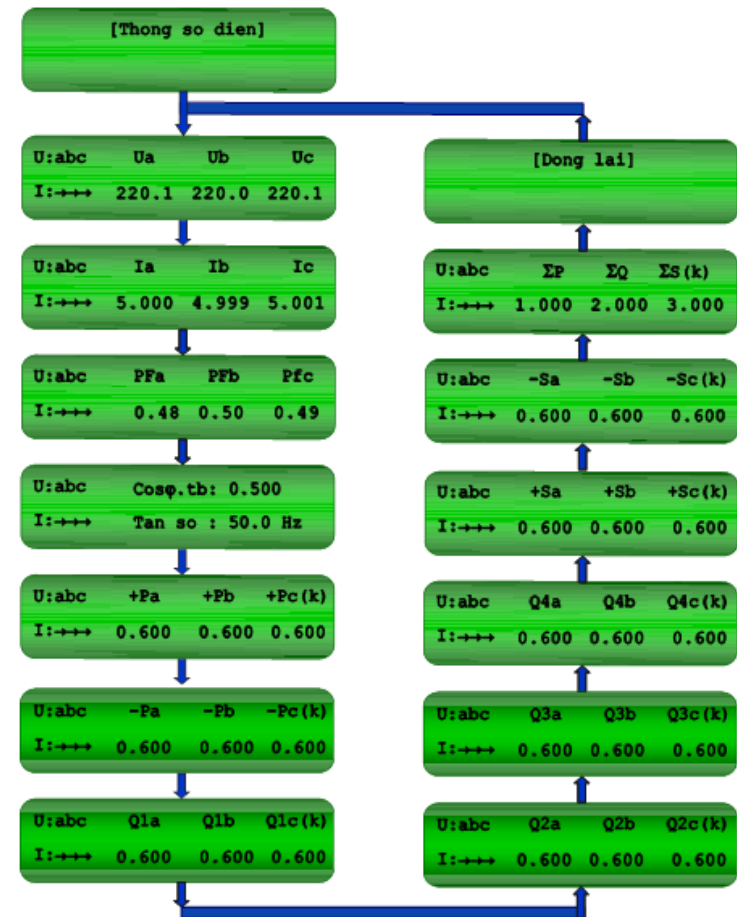 [Thong so dien]
U:abc Ua Ub Uc
I:→→→ 220.1 220.0 220.1
U:abc Ia Ib Ic
I:→→→ 5.000 4.999 5.001
U:abc PFa PFb Pfc
I:→→→ 0.48 0.50 0.49
U:abc Cosφ.tb: 0.500
I:→→→ Tan so : 50.0 Hz
U:abc +Pa +Pb +Pc(k)
I:→→→ 0.600 0.600 0.600
U:abc -Pa -Pb -Pc(k)
I:→→→ 0.600 0.600 0.600
U:abc Q1a Q1b Q1c(k)
I:→→→ 0.600 0.600 0.600
U:abc Q2a Q2b Q2c(k)
I:→→→ 0.600 0.600 0.600
U:abc Q3a Q3b Q3c(k)
I:→→→ 0.600 0.600 0.600
U:abc Q4a Q4b Q4c(k)
I:→→→ 0.600 0.600 0.600
U:abc +Sa +Sb +Sc(k)
I:→→→ 0.600 0.600 0.600
U:abc -Sa -Sb -Sc(k)
I:→→→ 0.600 0.600 0.600
U:abc ΣP ΣQ ΣS(k)
I:→→→ 1.000 2.000 3.000
[Dong lai]